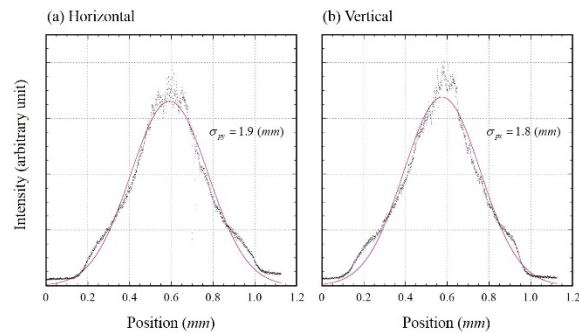 (a) Horizontal
(b) Vertical
Intensity (arbitrary unit)
σpy = 1.9 (mm)
σpx = 1.8 (mm)
0 0.2 0.4 0.6 0.8 1.0 1.2
0 0.2 0.4 0.6 0.8 1.0 1.2
Position (mm)
Position (mm)